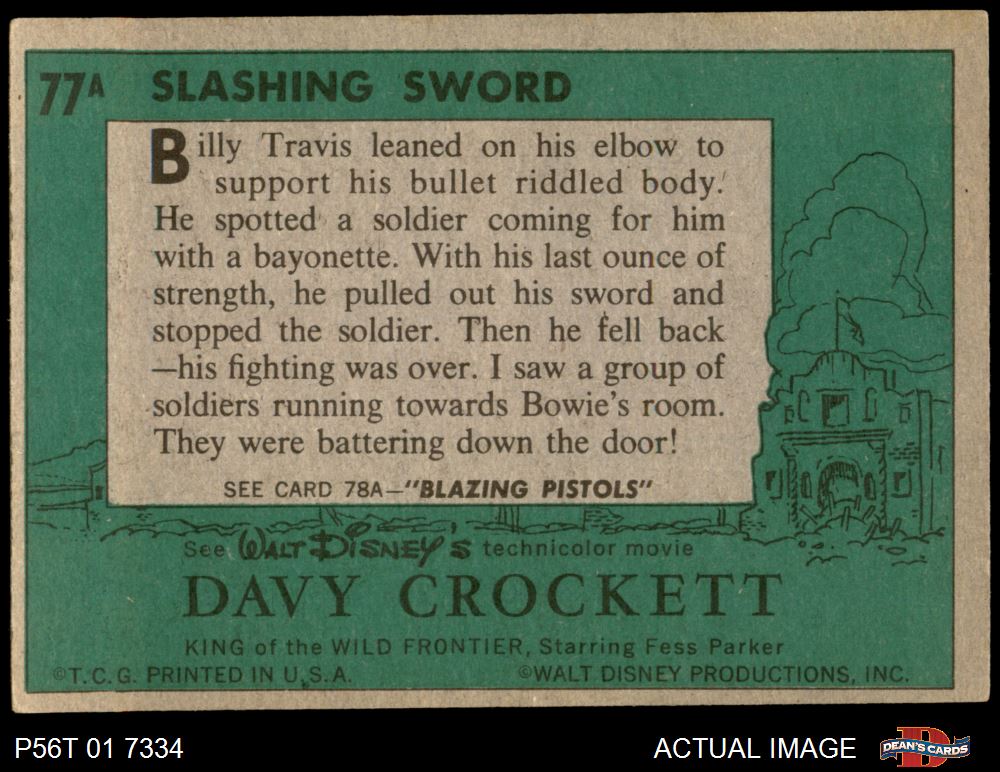 77A SLASHING SWORD
Billy Travis leaned on his elbow to
support his bullet riddled body.
He spotted a soldier coming for him
with a bayonette. With his last ounce of
strength, he pulled out his sword and
stopped the soldier. Then he fell back
—his fighting was over. I saw a group of
soldiers running towards Bowie's room.
They were battering down the door!
SEE CARD 78A—"BLAZING PISTOLS"
See WALT DISNEY'S technicolor movie
DAVY CROCKETT
KING of the WILD FRONTIER, Starring Fess Parker
©T.C.G. PRINTED IN U.S.A. ©WALT DISNEY PRODUCTIONS, INC.
P56T 01 7334 ACTUAL IMAGE D DEAN'S CARDS